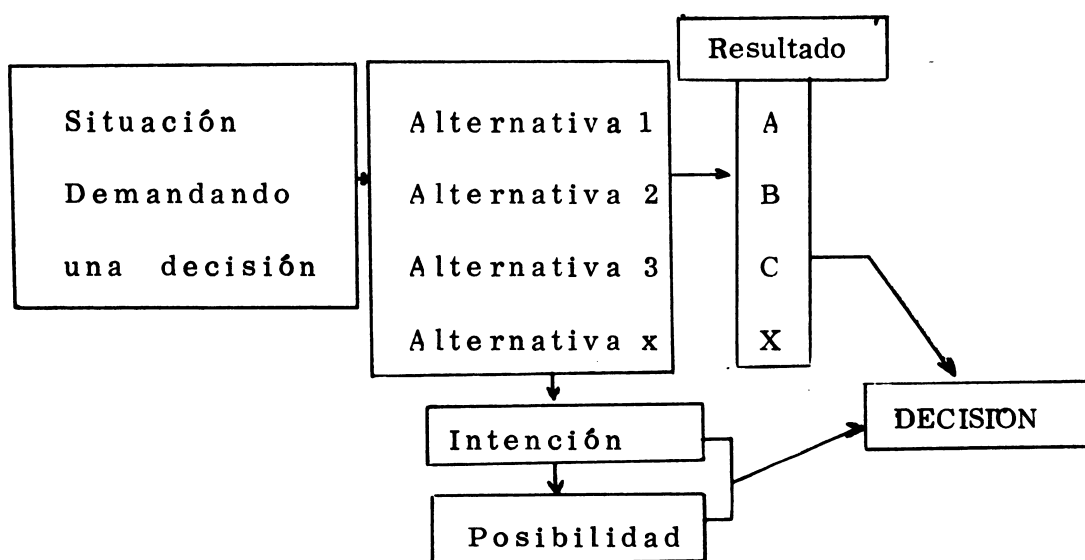 Resultado
Situación
Demandando
una decisión
Alternativa 1
Alternativa 2
Alternativa 3
Alternativa x
A
B
C
X
Intención
Posibilidad
DECISION